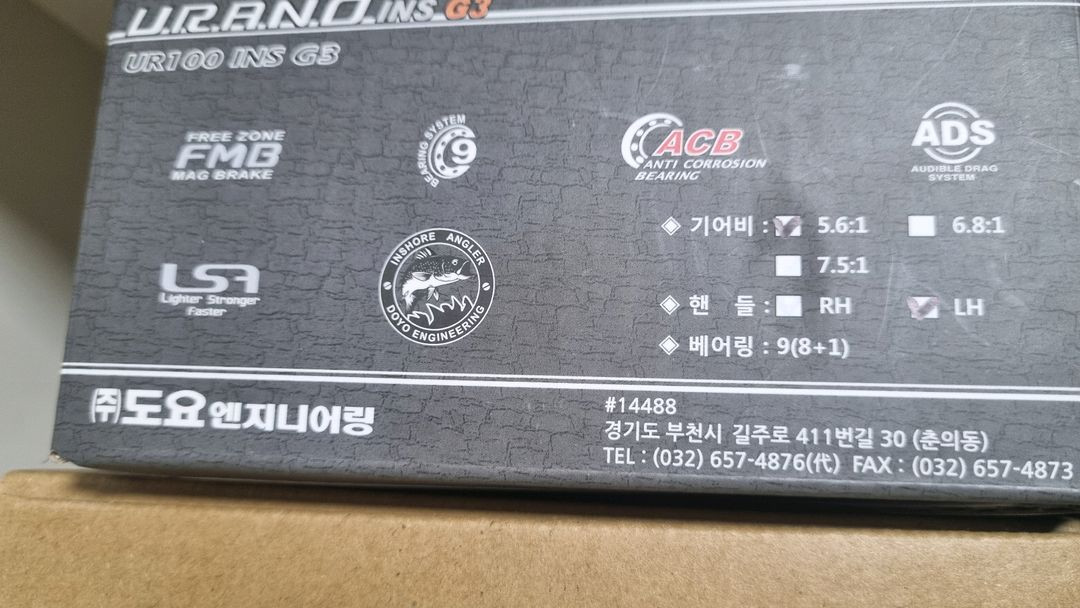 U.R.A.N.O INS G3
UR100 INS G3
FREE ZONE
FMB
MAG BRAKE
BEARING SYSTEM
9
ACB
ANTI CORROSION
BEARING
ADS
AUDIBLE DRAG
SYSTEM
LSA
Lighter Stronger
Faster
INSHORE ANGLER
DOYO ENGINEERING
◈ 기어비 : 5.6:1 6.8:1
7.5:1
◈ 핸 들 : RH LH
◈ 베어링 : 9(8+1)
㈜도요엔지니어링
#14488
경기도 부천시 길주로 411번길 30 (춘의동)
TEL : (032) 657-4876(代) FAX : (032) 657-4873